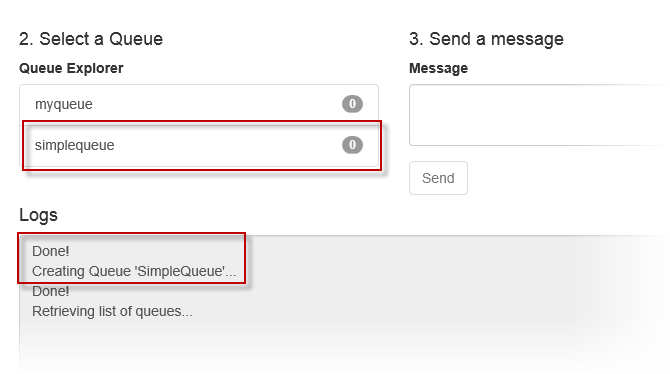 2. Select a Queue
Queue Explorer
myqueue 0
simplequeue 0
3. Send a message
Message
Send
Logs
Done!
Creating Queue 'SimpleQueue'...
Done!
Retrieving list of queues...